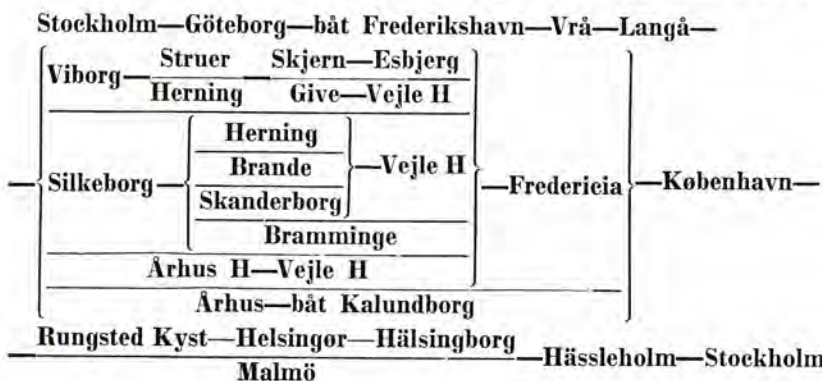 Stockholm—Göteborg—båt Frederikshavn—Vrå—Langå—
Struer Skjern—Esbjerg
Viborg— —
Herning Give—Vejle H
Herning
Brande
—Silkeborg— —Vejle H —Fredericia —København—
Skanderborg
Bramminge
Århus H—Vejle H
Århus—båt Kalundborg
Rungsted Kyst—Helsingør—Hälsingborg
— —Hässleholm—Stockholm
Malmö